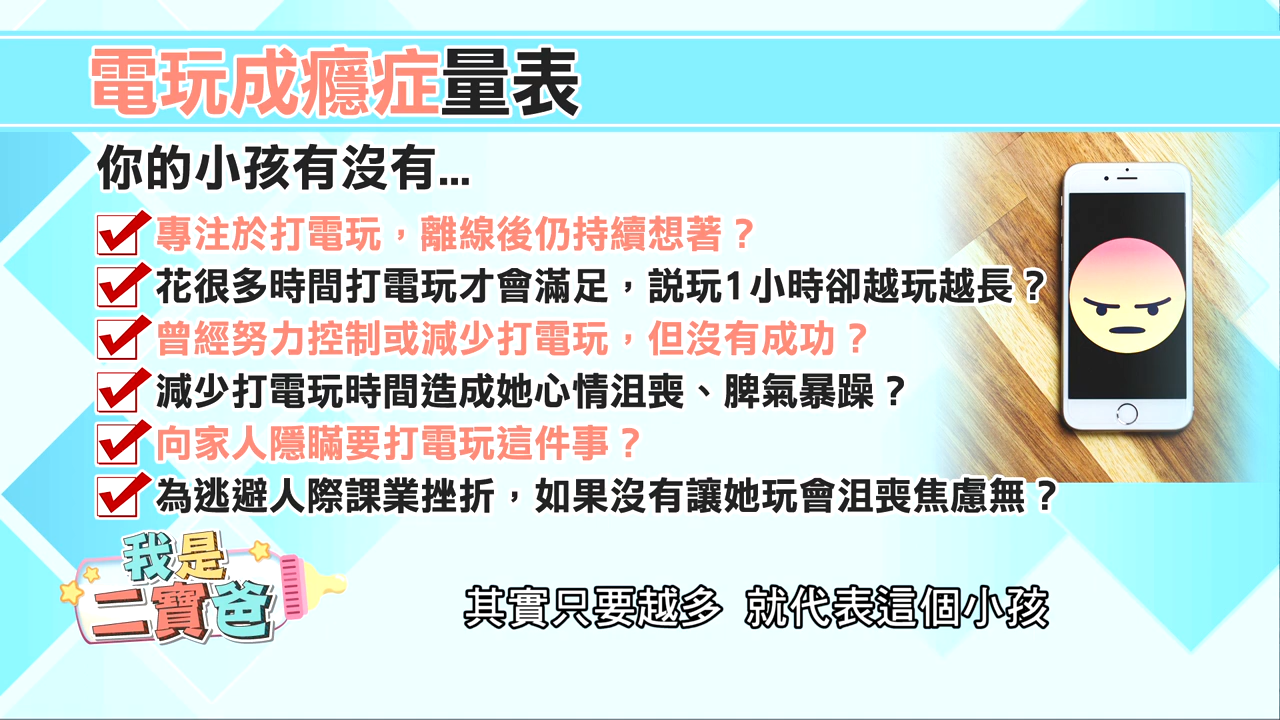 電玩成癮症量表
你的小孩有沒有...
專注於打電玩，離線後仍持續想著？
花很多時間打電玩才會滿足，説玩1小時卻越玩越長？
曾經努力控制或減少打電玩，但沒有成功？
減少打電玩時間造成她心情沮喪、脾氣暴躁？
向家人隱瞞要打電玩這件事？
為逃避人際課業挫折，如果沒有讓她玩會沮喪焦慮無？
我是
二寶爸
其實只要越多 就代表這個小孩